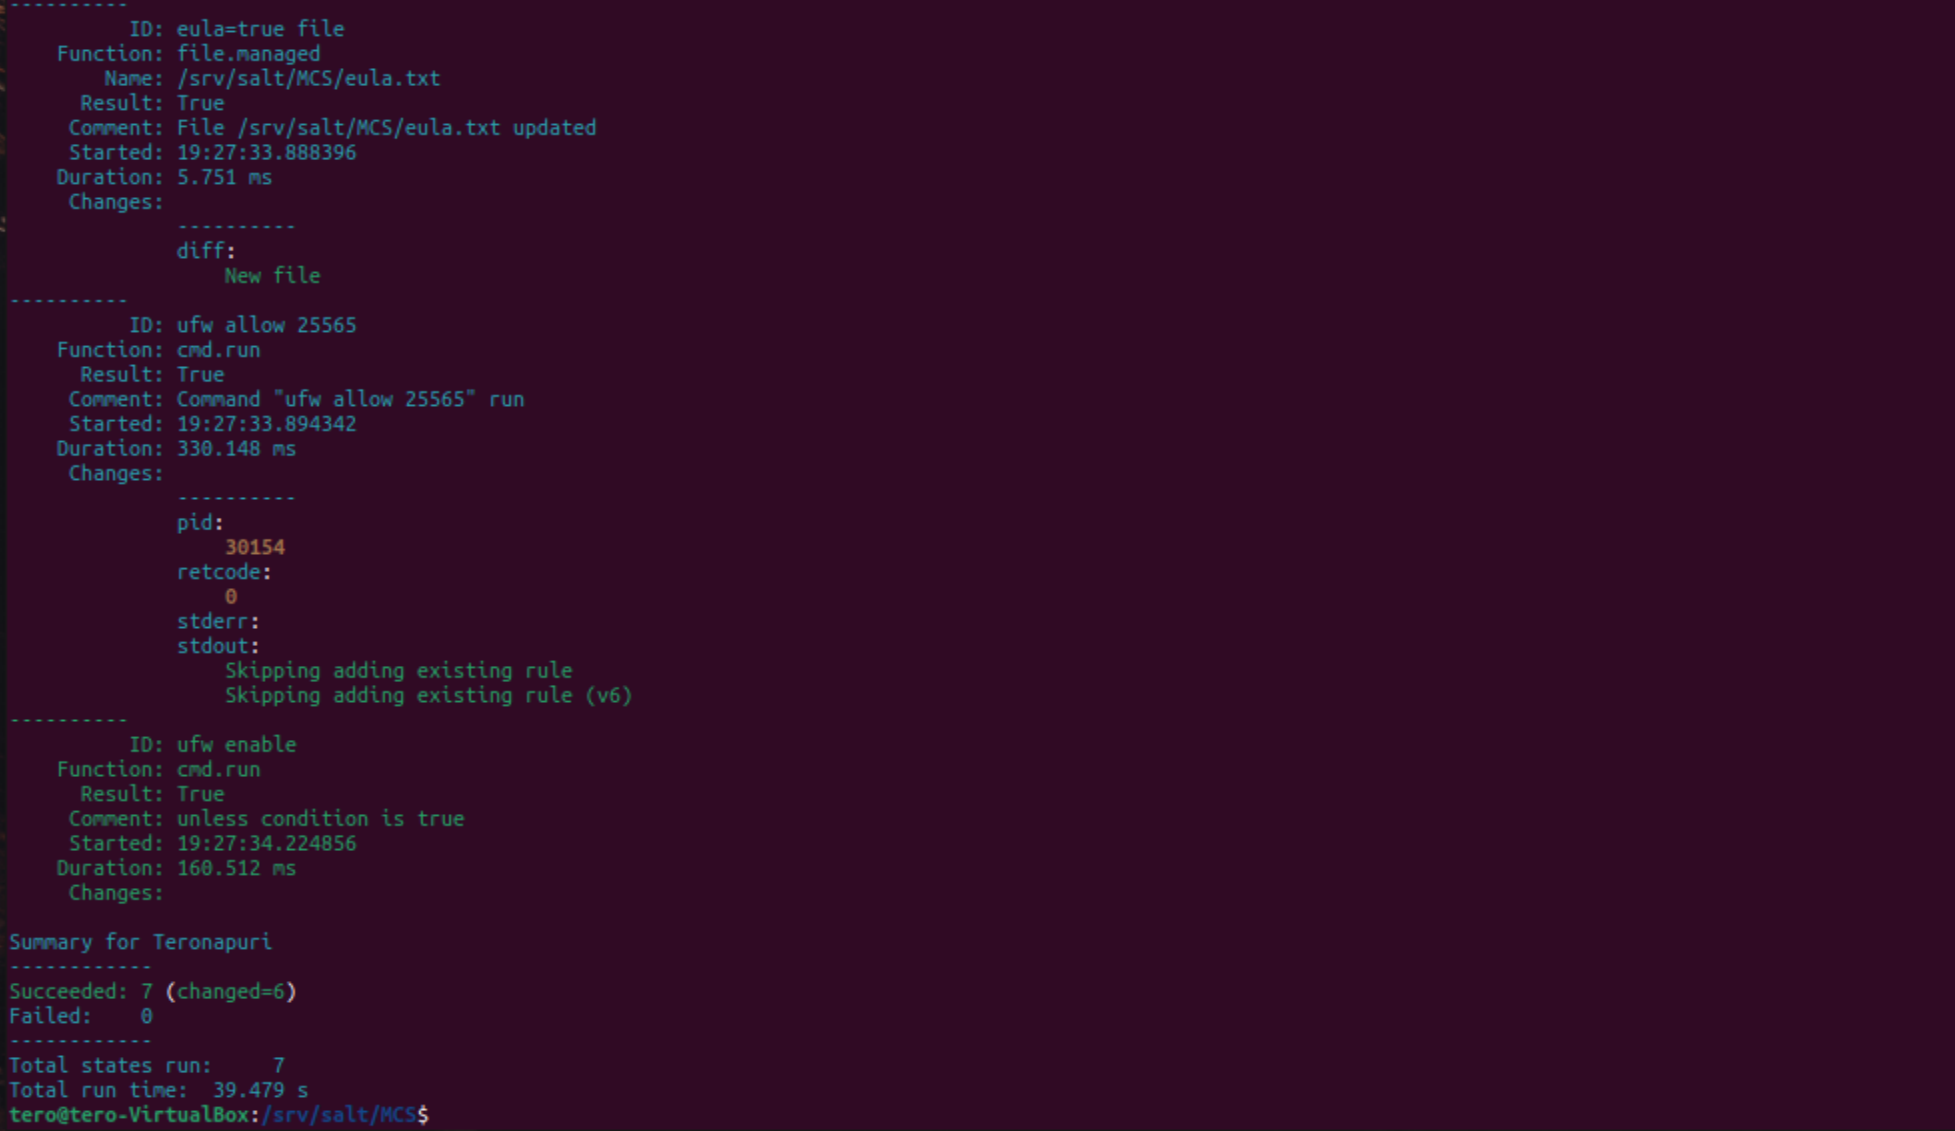 ----------
          ID: eula=true file
    Function: file.managed
        Name: /srv/salt/MCS/eula.txt
      Result: True
     Comment: File /srv/salt/MCS/eula.txt updated
     Started: 19:27:33.888396
    Duration: 5.751 ms
     Changes:
              ----------
              diff:
                  New file
----------
          ID: ufw allow 25565
    Function: cmd.run
      Result: True
     Comment: Command "ufw allow 25565" run
     Started: 19:27:33.894342
    Duration: 330.148 ms
     Changes:
              ----------
              pid:
                  30154
              retcode:
                  0
              stderr:
              stdout:
                  Skipping adding existing rule
                  Skipping adding existing rule (v6)
----------
          ID: ufw enable
    Function: cmd.run
      Result: True
     Comment: unless condition is true
     Started: 19:27:34.224856
    Duration: 160.512 ms
     Changes:

Summary for Teronapuri
------------
Succeeded: 7 (changed=6)
Failed:    0
------------
Total states run:     7
Total run time:  39.479 s
tero@tero-VirtualBox:/srv/salt/MCS$